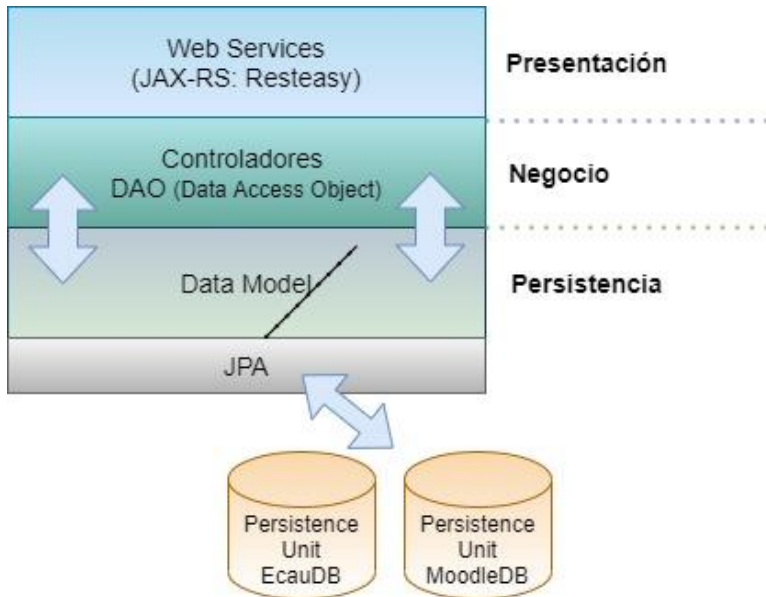 Web Services
(JAX-RS: Resteasy)
Presentación
Controladores
DAO (Data Access Object)
Negocio
Data Model
Persistencia
JPA
Persistence
Unit
EcauDB
Persistence
Unit
MoodleDB